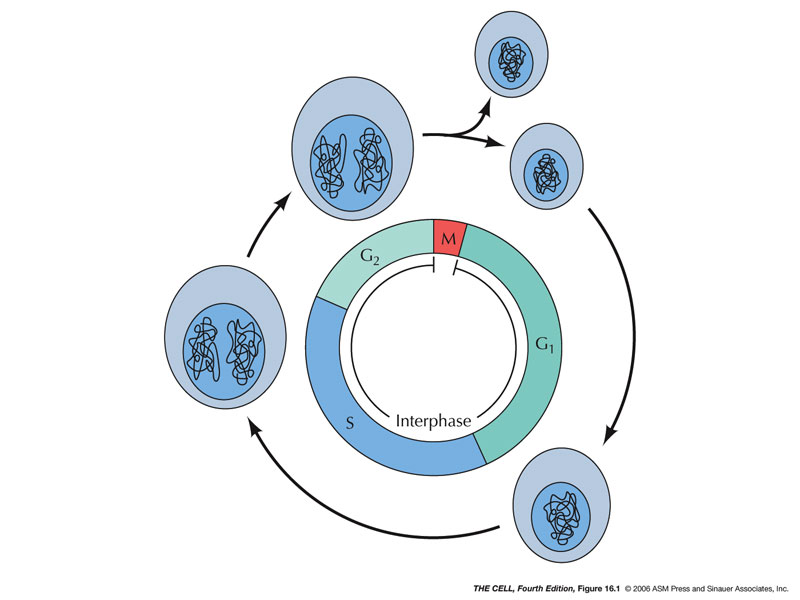 M
G₂
G₁
S
Interphase
THE CELL, Fourth Edition, Figure 16.1 © 2006 ASM Press and Sinauer Associates, Inc.